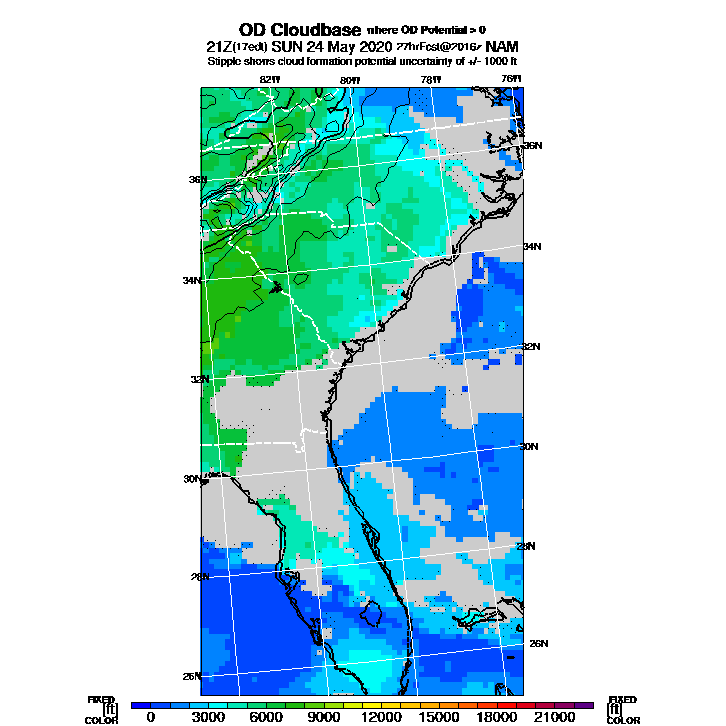 OD Cloudbase where OD Potential > 0
21Z(17edt) SUN 24 May 2020 27hrFcst@2016z NAM
Stipple shows cloud formation potential uncertainty of +/- 1000 ft
82W 80W 78W 76W
36N
36N
34N
34N
32N
32N
30N
30N
28N
28N
26N
26N
FIXED FIXED
[ft] [ft]
COLOR 0 3000 6000 9000 12000 15000 18000 21000 COLOR